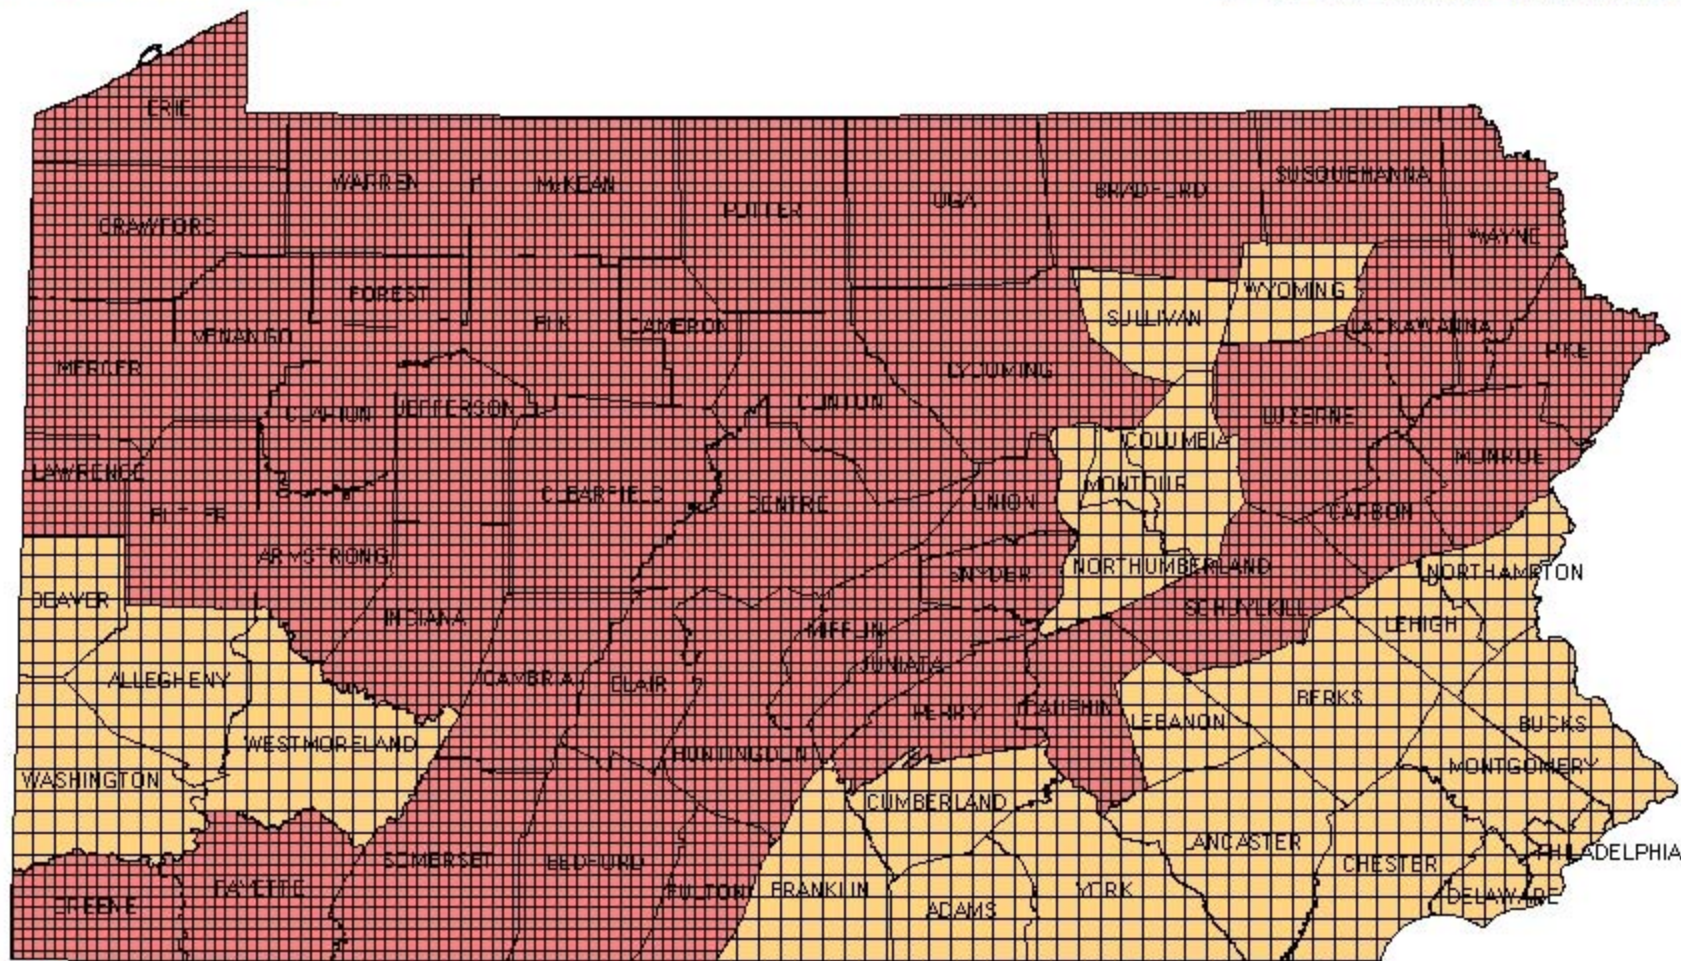 ERIE
WARREN
McKEAN
SUSQUEHANNA
BRADFORD
POTTER
CRAWFORD
WAYNE
WYOMING
FOREST
SULLIVAN
CAMERON
LACKAWANNA
ELK
VENANGO
PIKE
MERCER
LYCOMING
CLINTON
JEFFERSON
CLARION
LUZERNE
COLUMBIA
MONROE
LAWRENCE
MONTOUR
CLEARFIELD
CENTRE
UNION
CARBON
BUTLER
ARMSTRONG
NORTHUMBERLAND
SNYDER
NORTHAMPTON
BEAVER
SCHUYLKILL
INDIANA
LEHIGH
MIFFLIN
JUNIATA
ALLEGHENY
CAMBRIA
BLAIR
BERKS
DAUPHIN
PERRY
LEBANON
BUCKS
WESTMORELAND
HUNTINGDON
MONTGOMERY
WASHINGTON
CUMBERLAND
LANCASTER
PHILADELPHIA
SOMERSET
BEDFORD
CHESTER
FAYETTE
FULTON
FRANKLIN
YORK
DELAWARE
GREENE
ADAMS